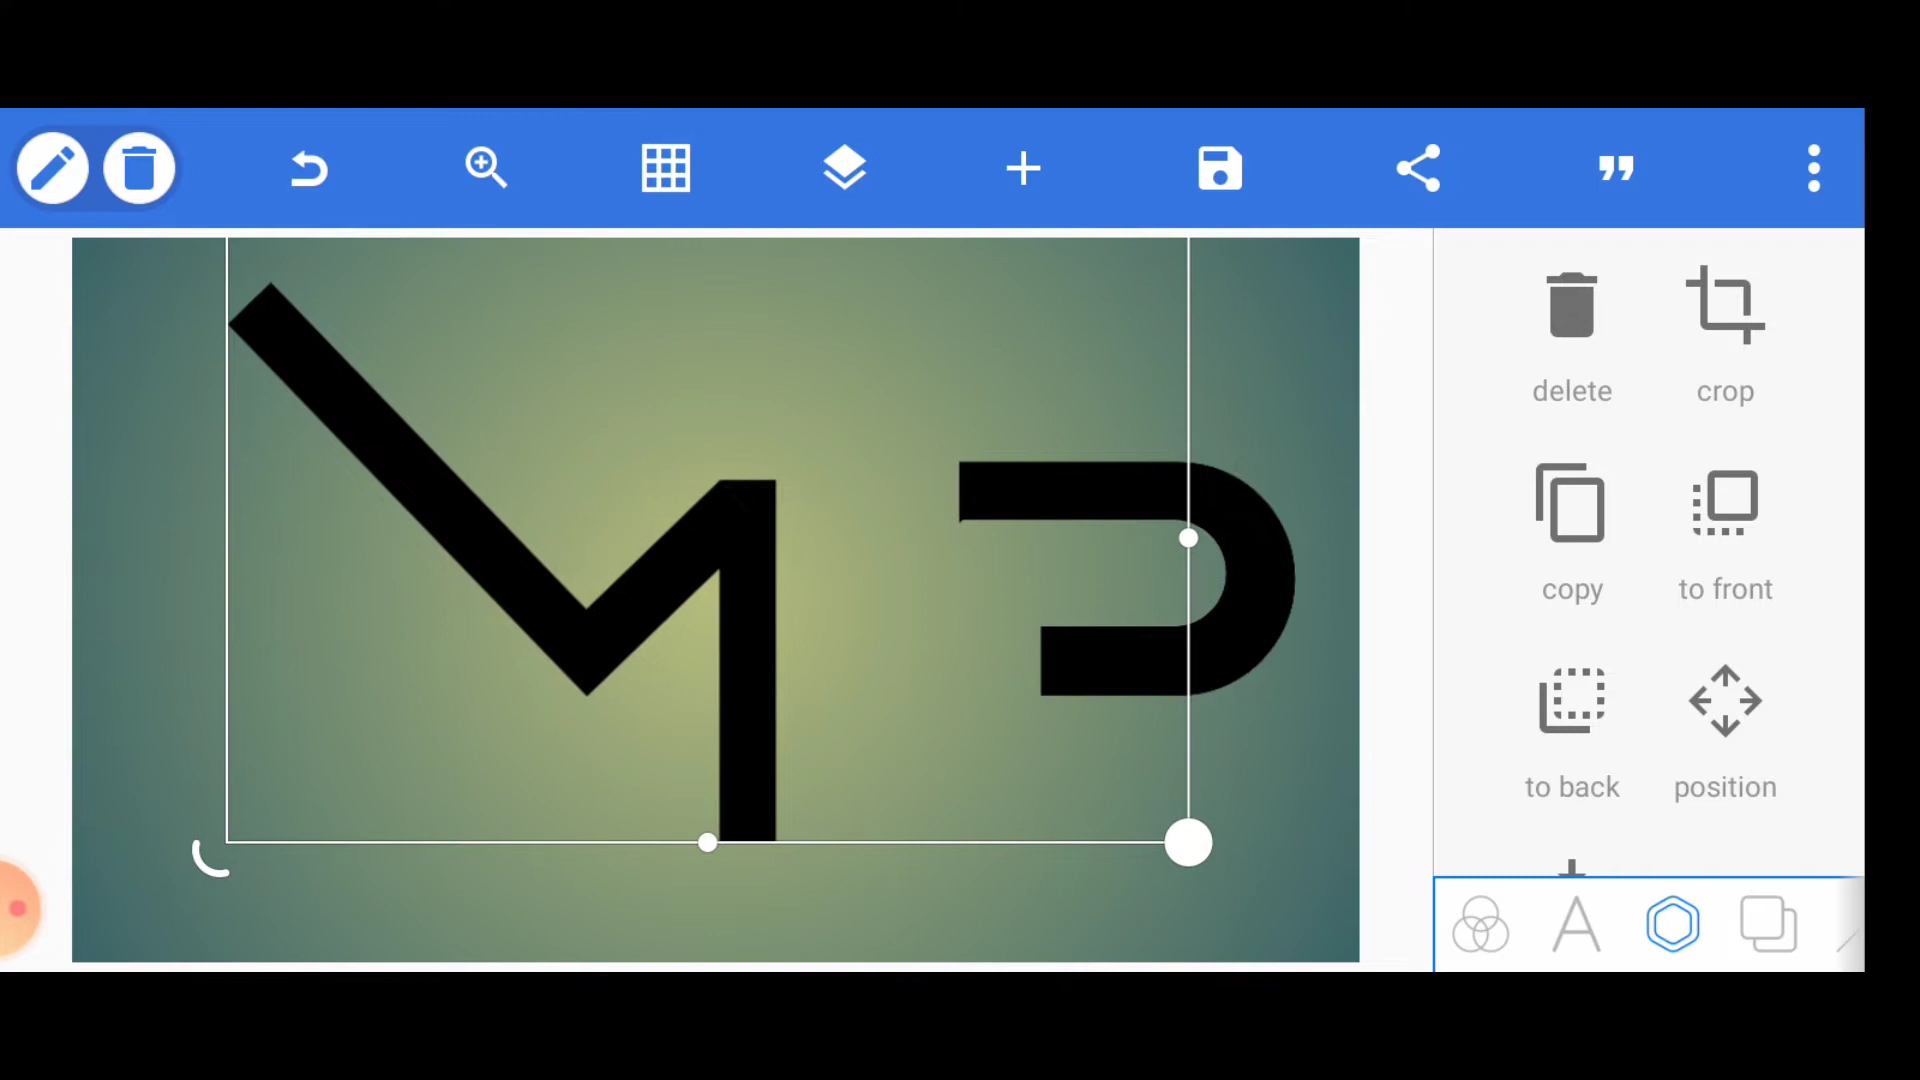 delete
crop
copy
to front
to back
position